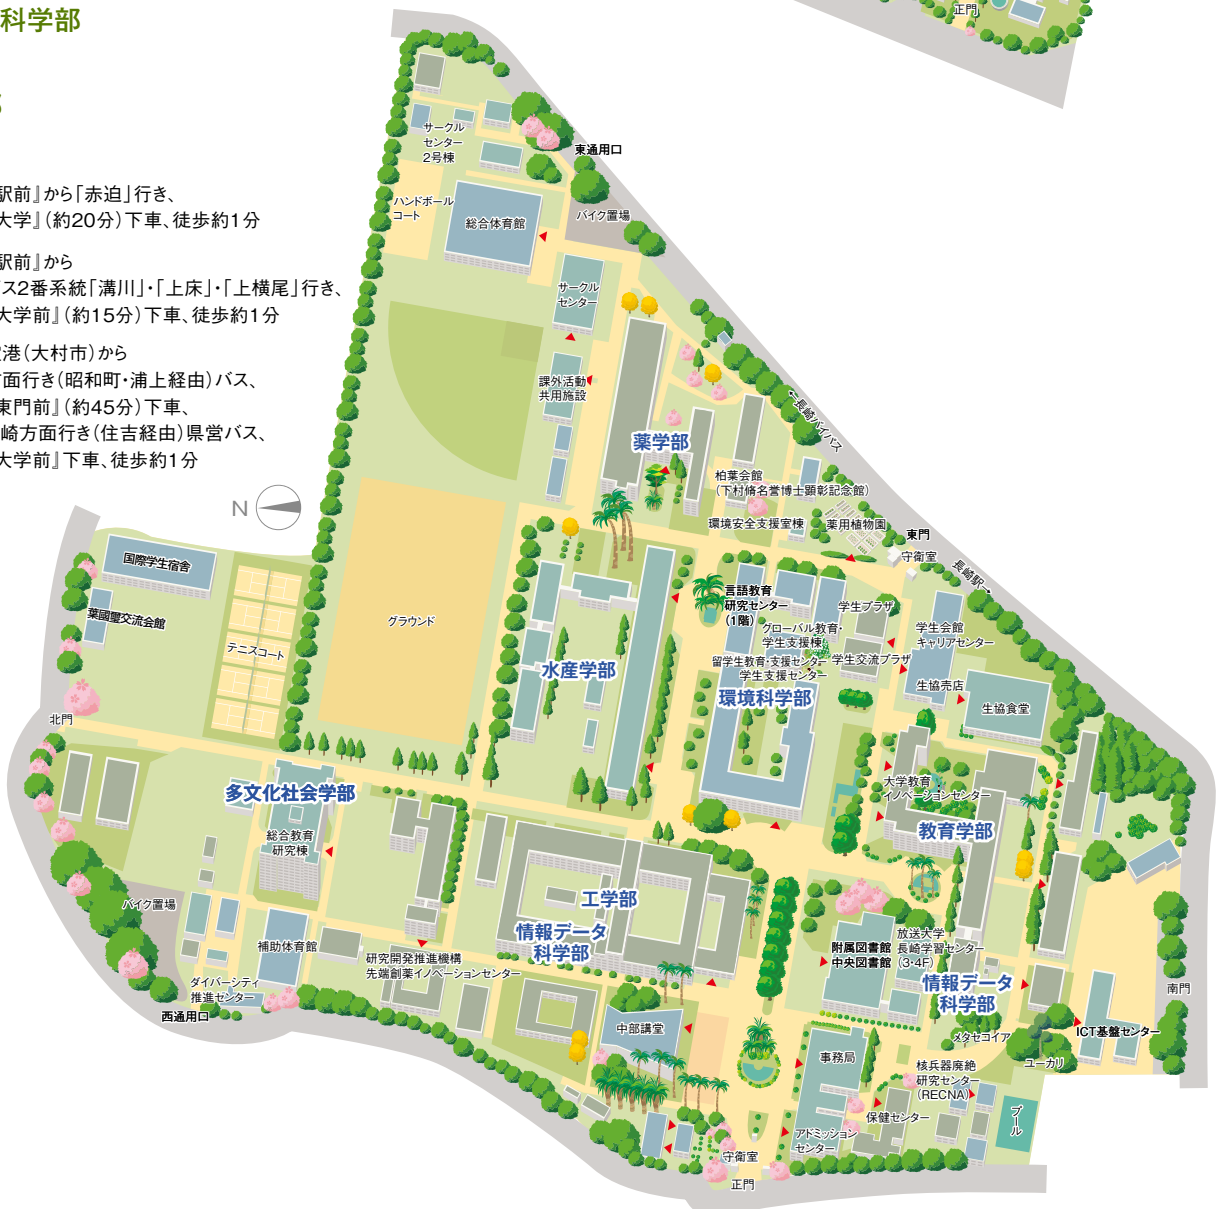 科学部
正門
駅前』から「赤迫」行き、
大学』(約20分)下車、徒歩約1分
駅前』から
ス2番系統「溝川」・「上床」・「上横尾」行き、
大学前』(約15分)下車、徒歩約1分
港(大村市)から
面行き(昭和町・浦上経由)バス、
東門前』(約45分)下車、
崎方面行き(住吉経由)県営バス、
大学前』下車、徒歩約1分
N
サークル
センター
2号棟
東通用口
ハンドボール
コート
総合体育館
バイク置場
サークル
センター
課外活動
共用施設
←長崎バイパス
薬学部
柏葉会館
(下村脩名誉博士顕彰記念館)
環境安全支援室棟
薬用植物園
東門
守衛室
長崎駅→
国際学生宿舎
葉國璽交流会館
テニスコート
グラウンド
言語教育
研究センター
(1階)
グローバル教育・
学生支援棟
学生プラザ
学生会館
キャリアセンター
留学生教育・支援センター
学生支援センター
学生交流プラザ
水産学部
環境科学部
生協売店
生協食堂
北門
多文化社会学部
総合教育
研究棟
大学教育
イノベーションセンター
教育学部
工学部
情報データ
科学部
バイク置場
補助体育館
研究開発推進機構
先端創薬イノベーションセンター
附属図書館
中央図書館
放送大学
長崎学習センター
(3・4F)
情報データ
科学部
ダイバーシティ
推進センター
西通用口
南門
中部講堂
事務局
メタセコイア
ユーカリ
ICT基盤センター
核兵器廃絶
研究センター
(RECNA)
保健センター
プール
アドミッション
センター
守衛室
正門